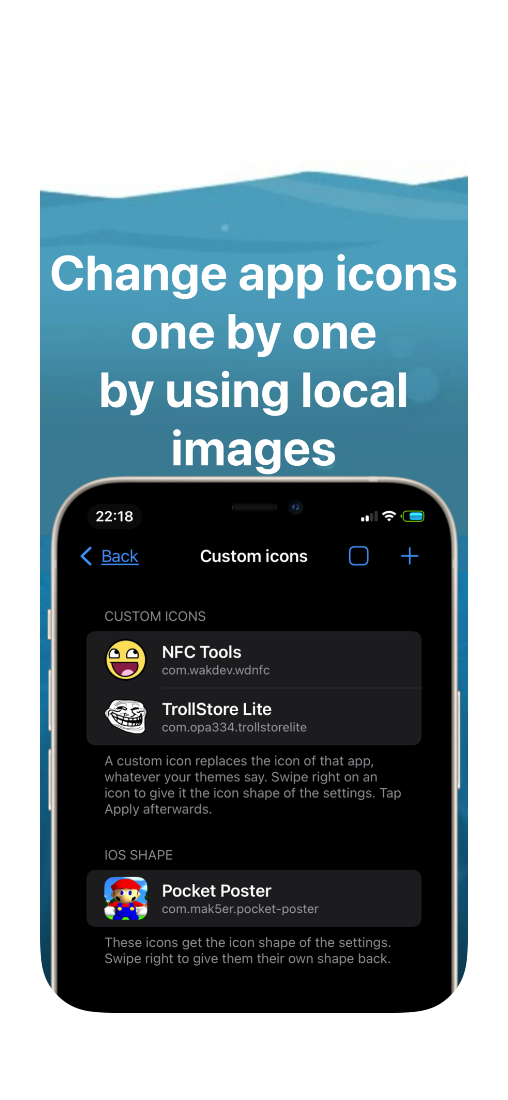 Change app icons
one by one
by using local
images
22:18
Back
Custom icons
CUSTOM ICONS
NFC Tools
com.wakdev.wdnfc
TrollStore Lite
com.opa334.trollstorelite
A custom icon replaces the icon of that app,
whatever your themes say. Swipe right on an
icon to give it the icon shape of the settings. Tap
Apply afterwards.
IOS SHAPE
Pocket Poster
com.mak5er.pocket-poster
These icons get the icon shape of the settings.
Swipe right to give them their own shape back.